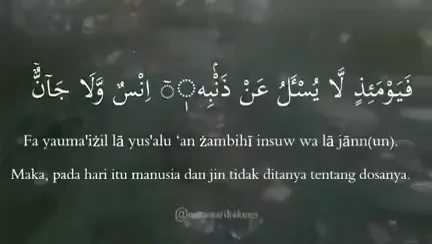 فَيَوْمَئِذٍ لَّا يُسْـَٔلُ عَنْ ذَنْۢبِهٖٓ اِنْسٌ وَّلَا جَاۤنٌّۚ
Fa yauma'iżil lā yus'alu ‘an żambihī insuw wa lā jānn(un).
Maka, pada hari itu manusia dan jin tidak ditanya tentang dosanya.